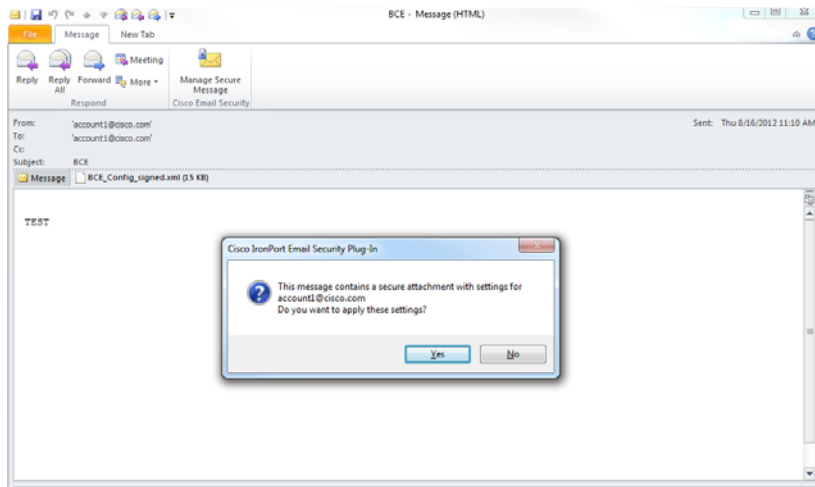 BCE - Message (HTML)
File Message New Tab
Reply
Reply All
Forward
Meeting
More
Respond
Manage Secure Message
Cisco Email Security
From: 'account1@cisco.com'
Sent: Thu 8/16/2012 11:10 AM
To: 'account1@cisco.com'
Cc:
Subject: BCE
Message BCE_Config_signed.xml (15 KB)
TEST
Cisco IronPort Email Security Plug-In
This message contains a secure attachment with settings for
account1@cisco.com
Do you want to apply these settings?
Yes No